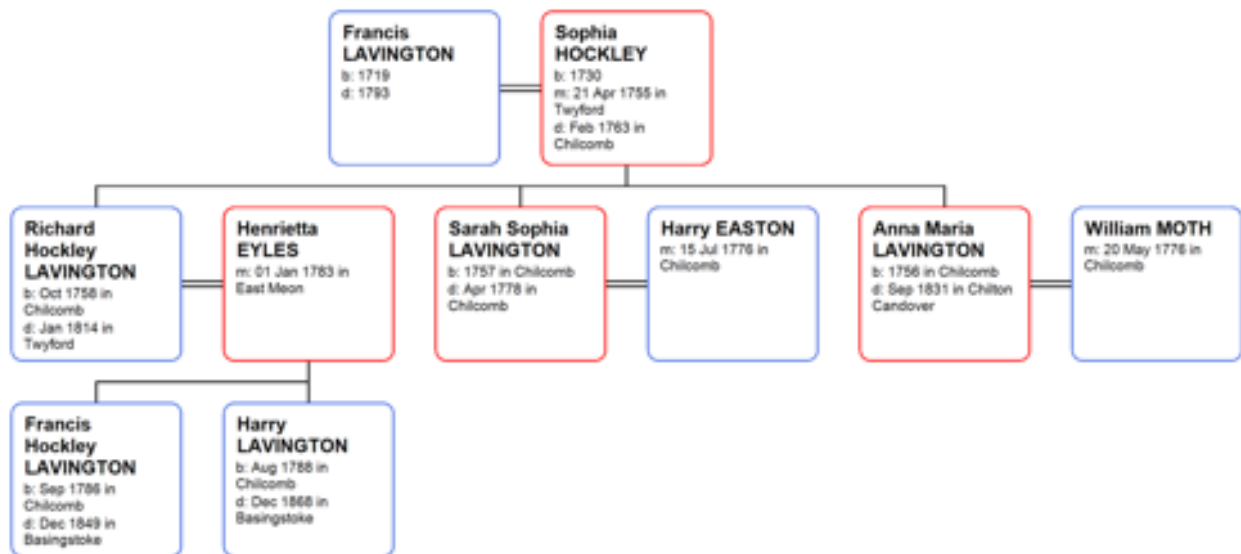 Francis
LAVINGTON
b: 1719
d: 1793
Sophia
HOCKLEY
b: 1730
m: 21 Apr 1755 in
Twyford
d: Feb 1763 in
Chilcomb
Richard
Hockley
LAVINGTON
b: Oct 1758 in
Chilcomb
d: Jan 1814 in
Twyford
Henrietta
EYLES
m: 01 Jan 1783 in
East Meon
Sarah Sophia
LAVINGTON
b: 1757 in Chilcomb
d: Apr 1778 in
Chilcomb
Harry EASTON
m: 15 Jul 1776 in
Chilcomb
Anna Maria
LAVINGTON
b: 1756 in Chilcomb
d: Sep 1831 in Chilton
Candover
William MOTH
m: 20 May 1776 in
Chilcomb
Francis
Hockley
LAVINGTON
b: Sep 1786 in
Chilcomb
d: Dec 1849 in
Basingstoke
Harry
LAVINGTON
b: Aug 1788 in
Chilcomb
d: Dec 1868 in
Basingstoke